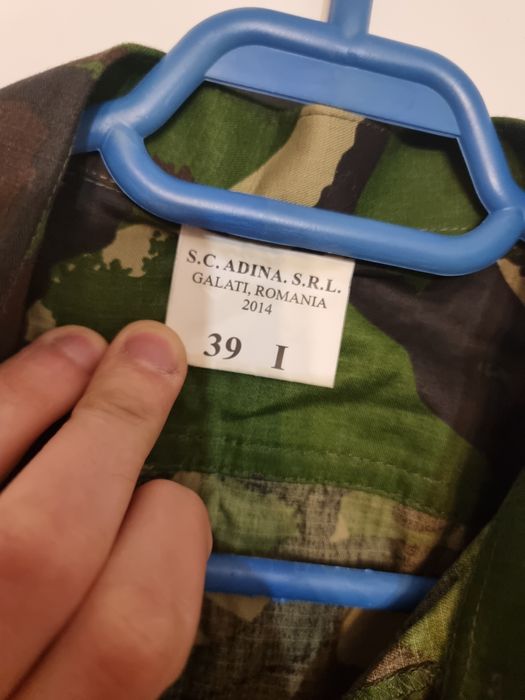 S.C. ADINA. S.R.L.
GALATI, ROMANIA
2014
39 I